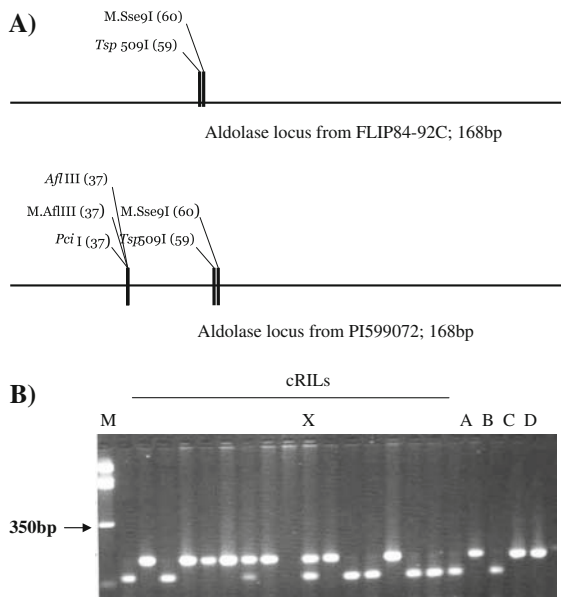 A)
M.Sse9I (60)
Tsp 509I (59)
Aldolase locus from FLIP84-92C; 168bp
AflIII (37)
M.AflIII (37) M.Sse9I (60)
Pci I (37) Tsp509I (59)
Aldolase locus from PI599072; 168bp
B)
cRILs
M X A B C D
350bp